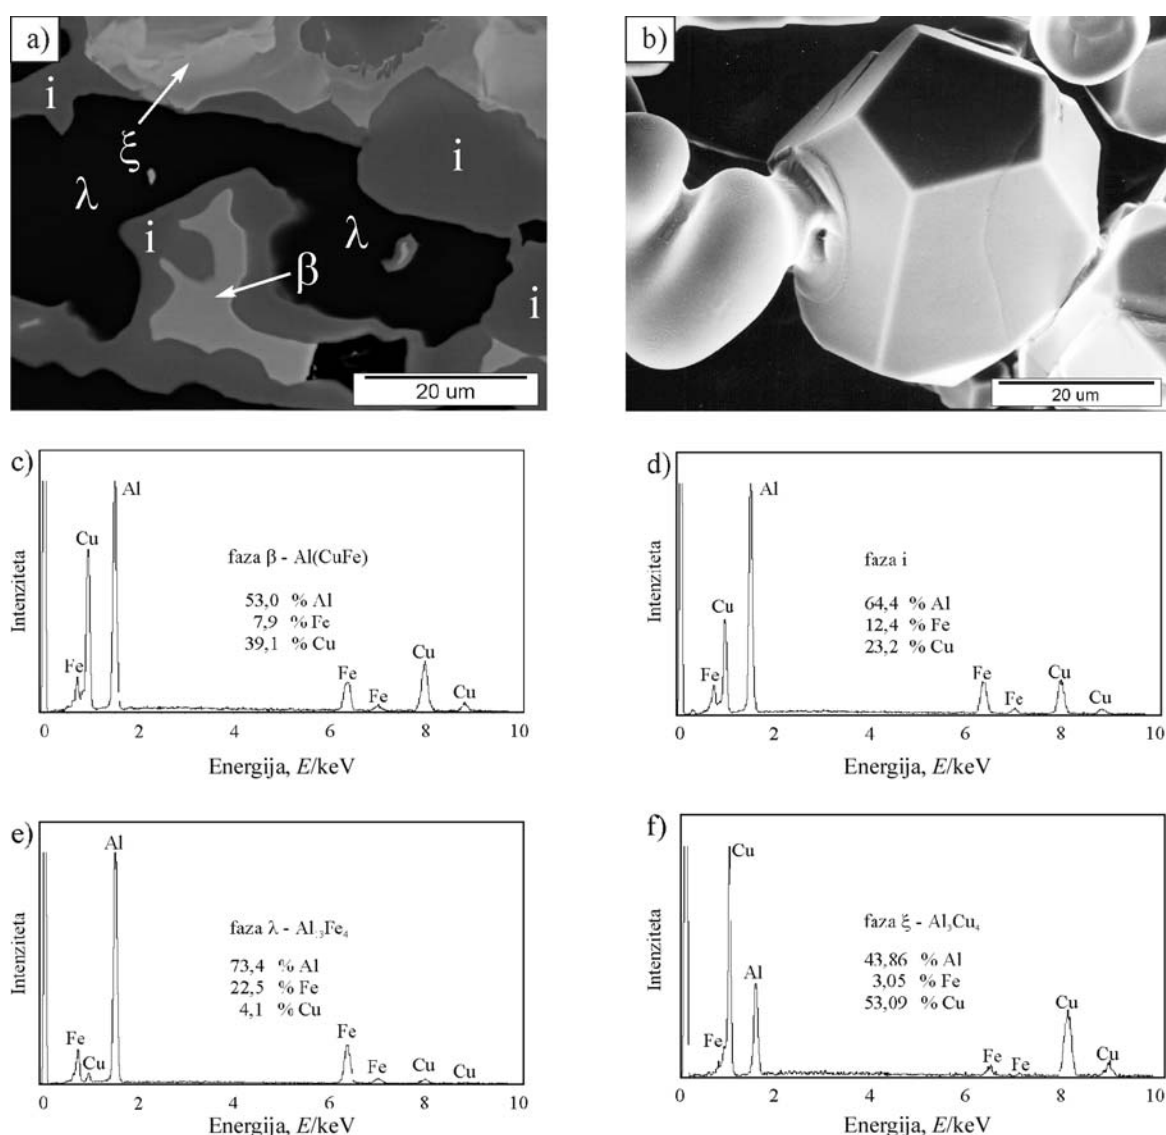 a)
ξ
i
i
λ
λ
i
β
i
20 um
b)
20 um
c)
Intenziteta
Al
Cu
Fe
faza β - Al(CuFe)
53,0 % Al
7,9 % Fe
39,1 % Cu
Fe
Fe
Cu
Cu
0 2 4 6 8 10
Energija, E/keV
d)
Intenziteta
Al
Cu
Fe
faza i
64,4 % Al
12,4 % Fe
23,2 % Cu
Fe
Fe
Cu
Cu
0 2 4 6 8 10
Energija, E/keV
e)
Intenziteta
Al
Fe
Cu
faza λ - Al₁₃Fe₄
73,4 % Al
22,5 % Fe
4,1 % Cu
Fe
Fe
Cu
Cu
0 2 4 6 8 10
Energija, E/keV
f)
Intenziteta
Cu
Al
Fe
faza ξ - Al₃Cu₄
43,86 % Al
3,05 % Fe
53,09 % Cu
Fe
Fe
Cu
Cu
0 2 4 6 8 10
Energija, E/keV